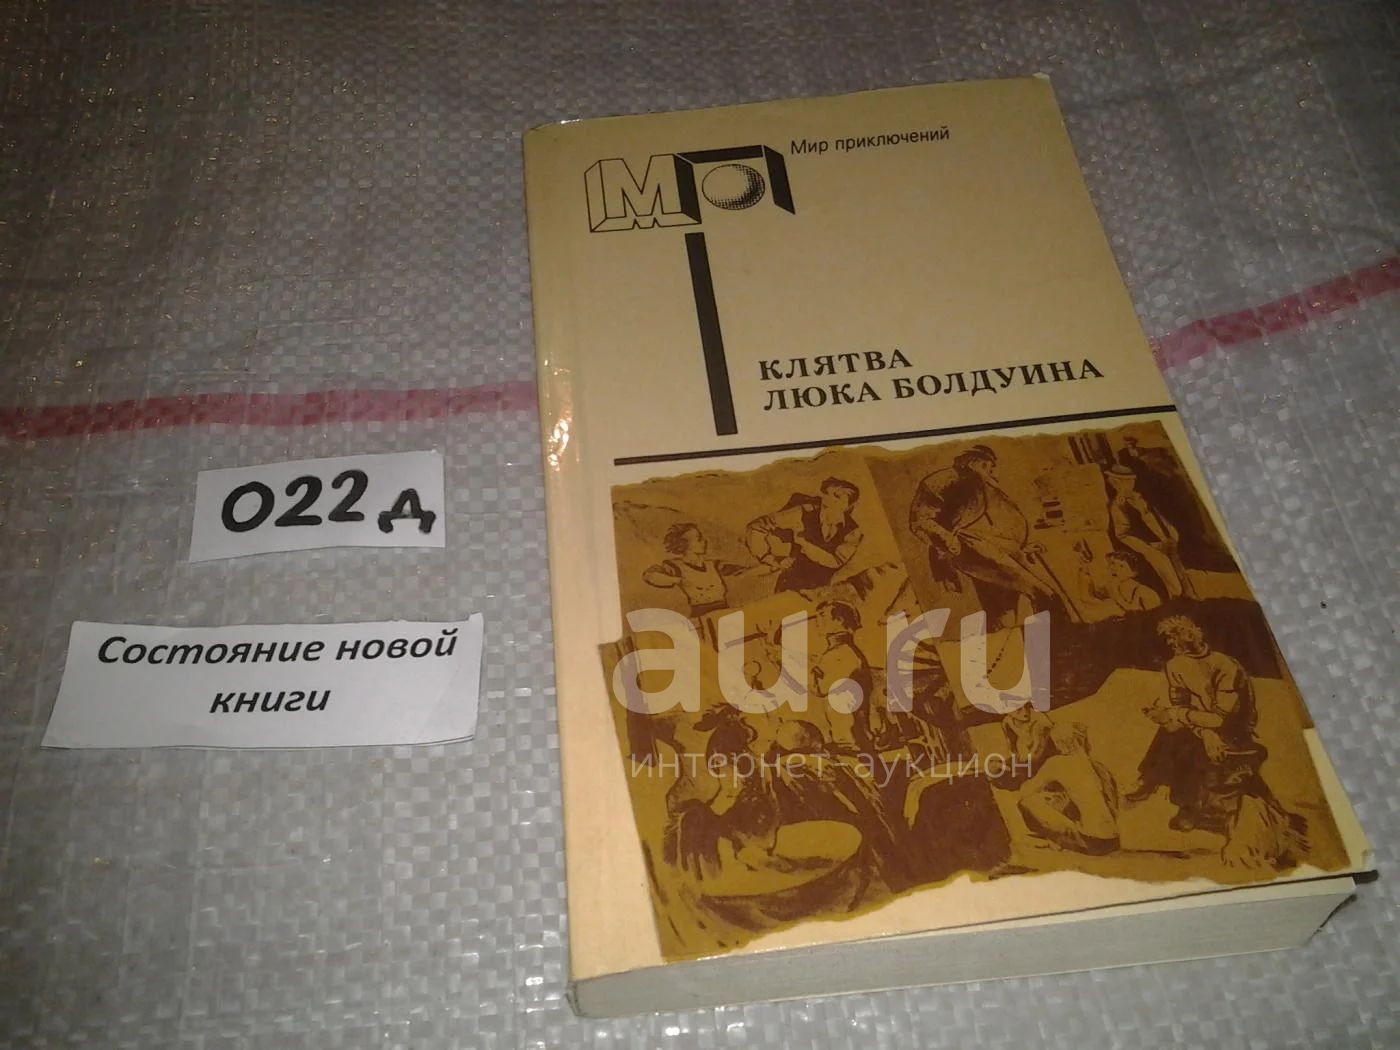 МП
Мир приключений
КЛЯТВА
ЛЮКА БОЛДУИНА
022д
Состояние новой
книги
au.ru
интернет-аукцион